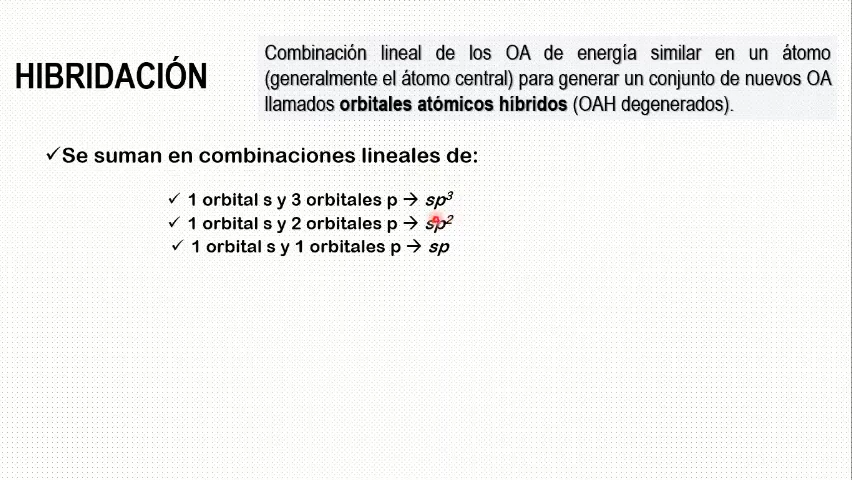 HIBRIDACIÓN
Combinación lineal de los OA de energía similar en un átomo
(generalmente el átomo central) para generar un conjunto de nuevos OA
llamados orbitales atómicos híbridos (OAH degenerados).
✓Se suman en combinaciones lineales de:
✓ 1 orbital s y 3 orbitales p → sp³
✓ 1 orbital s y 2 orbitales p → sp²
✓ 1 orbital s y 1 orbitales p → sp